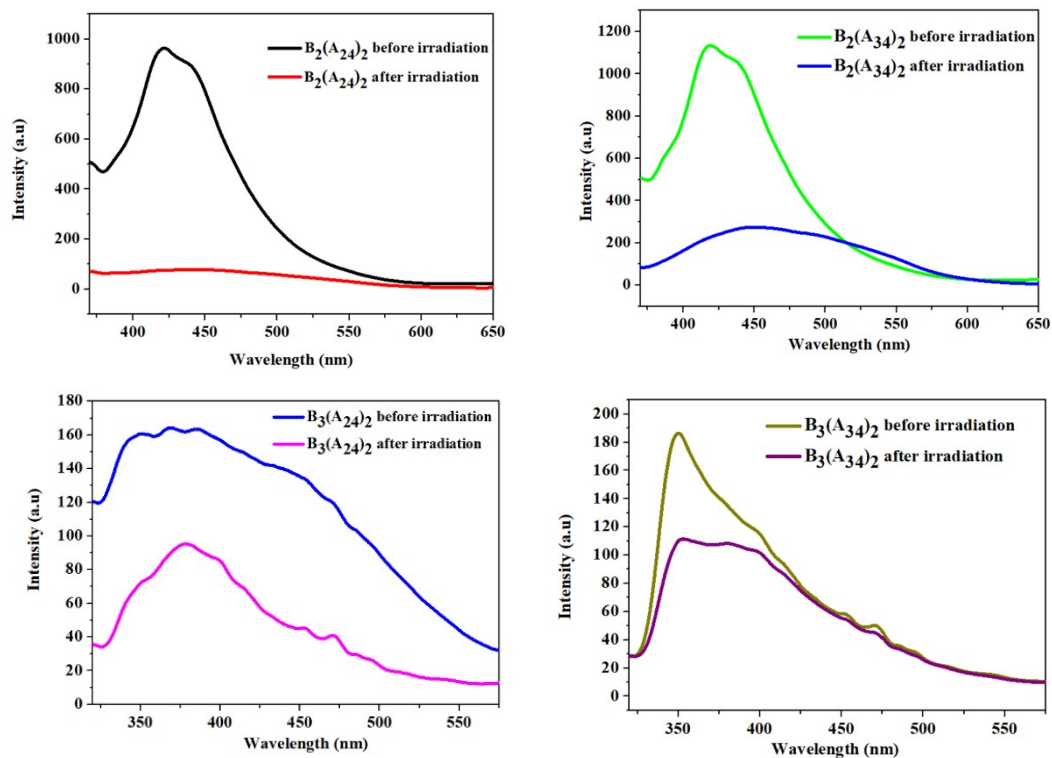 B2(A24)2 before irradiation
B2(A24)2 after irradiation
1000
800
600
400
200
0
Intensity (a.u)
400 450 500 550 600 650
Wavelength (nm)
B2(A34)2 before irradiation
B2(A34)2 after irradiation
1200
1000
800
600
400
200
0
Intensity (a.u)
400 450 500 550 600 650
Wavelength (nm)
B3(A24)2 before irradiation
B3(A24)2 after irradiation
180
160
140
120
100
80
60
40
20
0
Intensity (a.u)
350 400 450 500 550
Wavelength (nm)
B3(A34)2 before irradiation
B3(A34)2 after irradiation
200
180
160
140
120
100
80
60
40
20
0
Intensity (a.u)
350 400 450 500 550
Wavelength (nm)